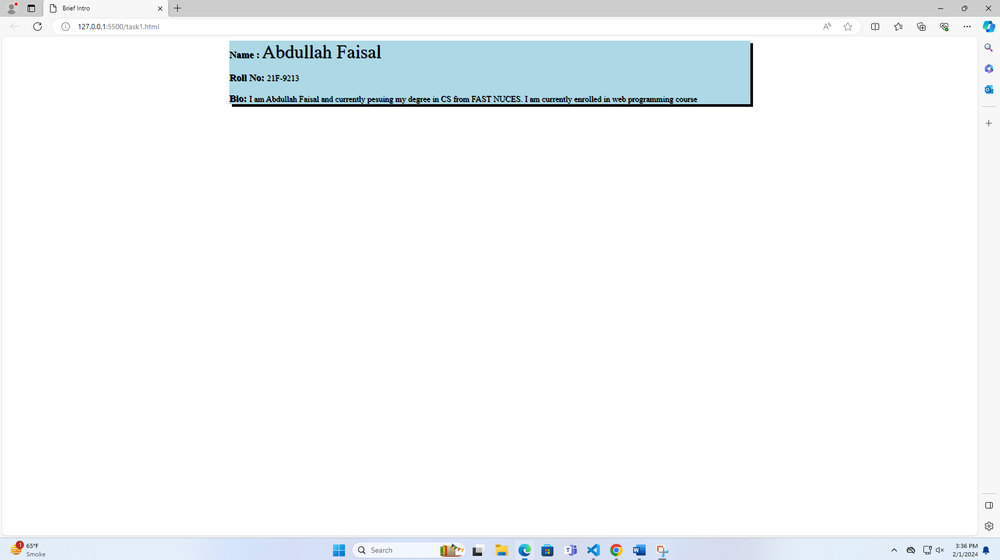 Brief Intro
127.0.0.1:5500/task1.html
Name : Abdullah Faisal
Roll No: 21F-9213
Bio: I am Abdullah Faisal and currently pesuing my degree in CS from FAST NUCES. I am currently enrolled in web programming course
1
65°F
Smoke
Search
3:36 PM
2/1/2024